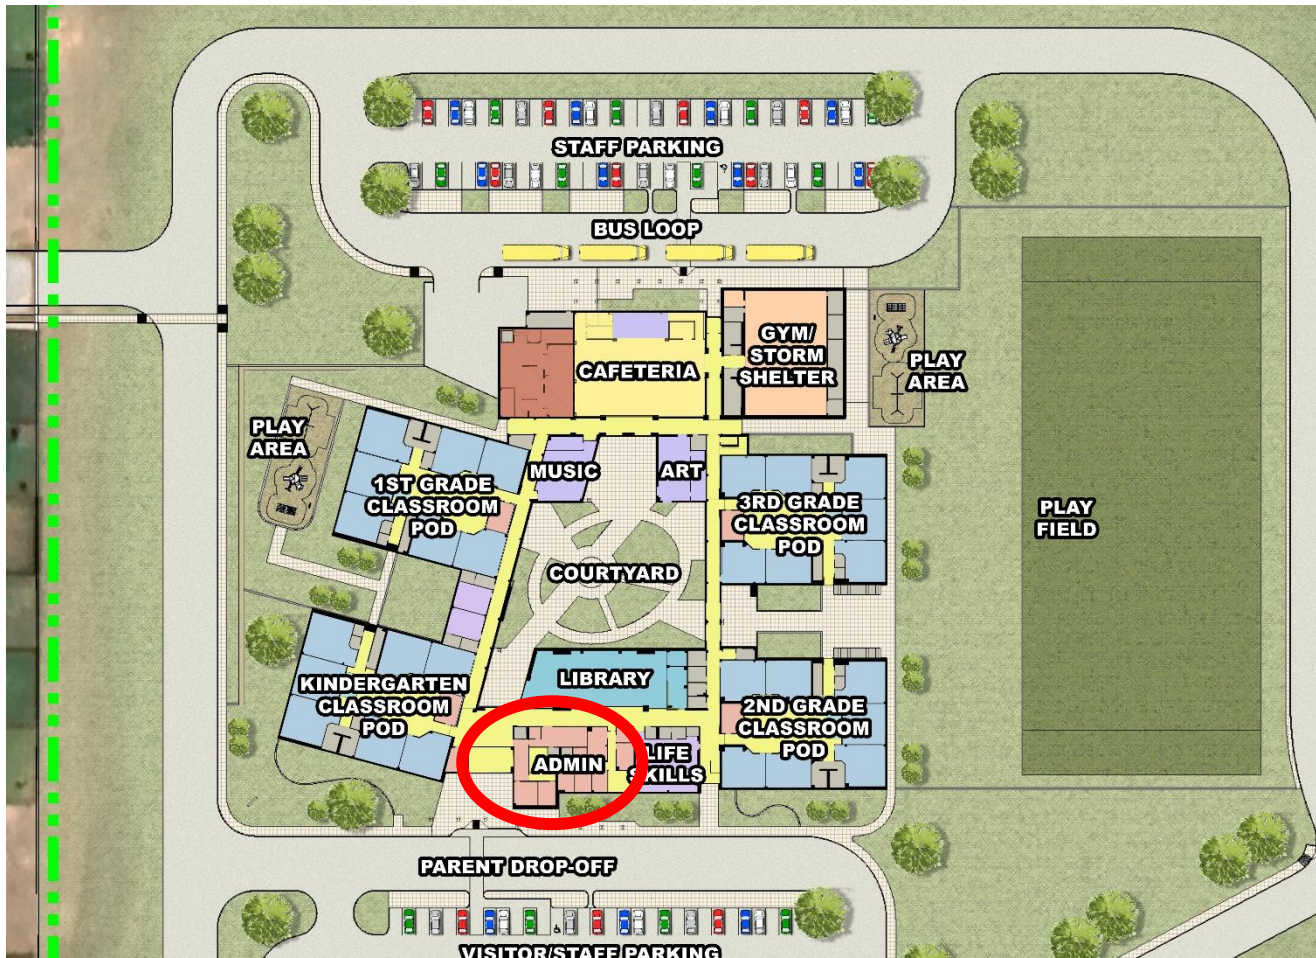 STAFF PARKING
BUS LOOP
GYM/
STORM
SHELTER
CAFETERIA
PLAY
AREA
PLAY
AREA
MUSIC
ART
1ST GRADE
CLASSROOM
POD
3RD GRADE
CLASSROOM
POD
PLAY
FIELD
COURTYARD
LIBRARY
KINDERGARTEN
CLASSROOM
POD
2ND GRADE
CLASSROOM
POD
ADMIN
LIFE
SKILLS
PARENT DROP-OFF
VISITOR/STAFF PARKING